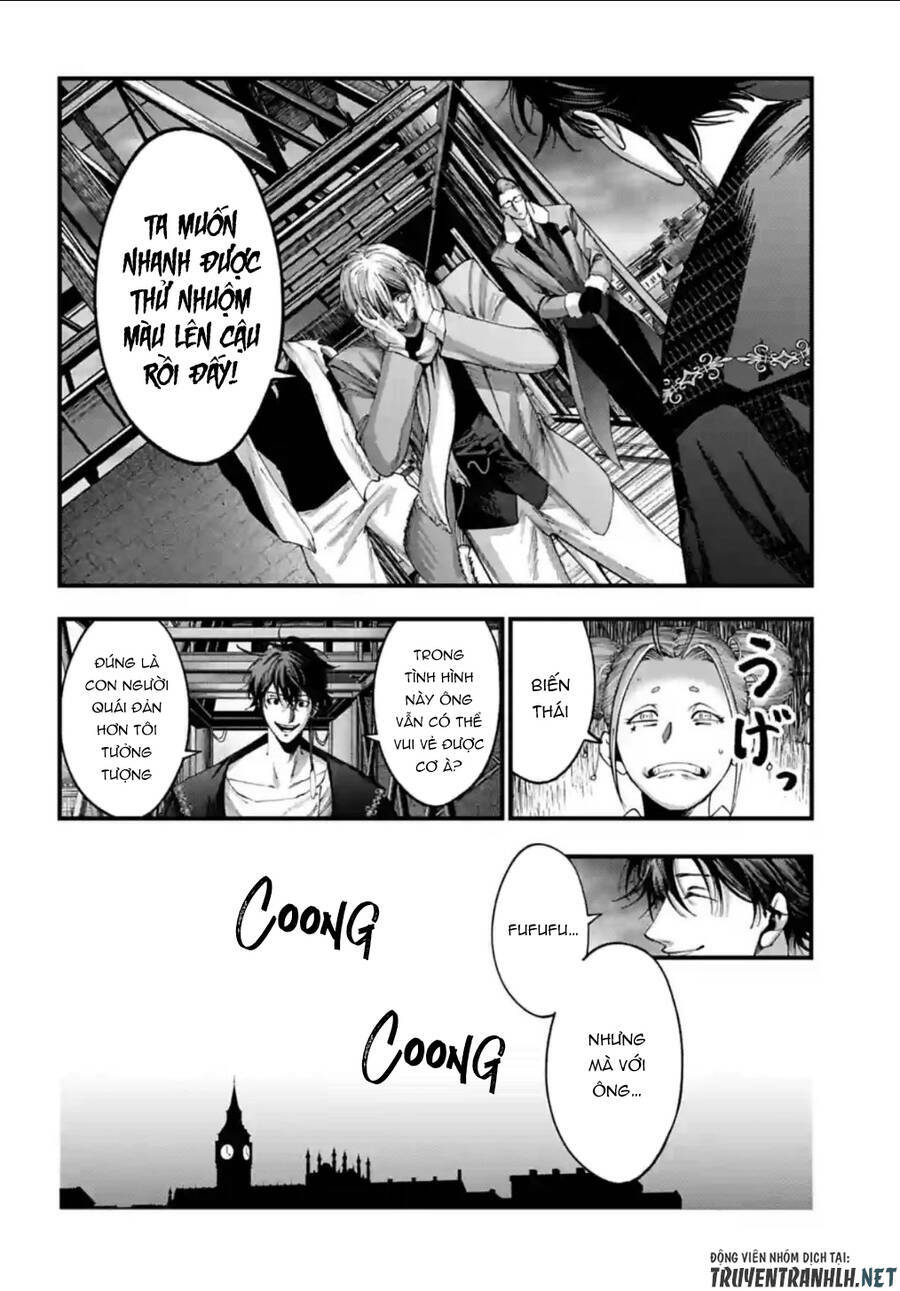 TA MUỐN
NHANH ĐƯỢC
THỬ NHUỘM
MÀU LÊN CẬU
RỒI ĐẤY!
ĐÚNG LÀ
CON NGƯỜI
QUÁI ĐẢN
HƠN TÔI
TƯỞNG
TƯỢNG
TRONG
TÌNH HÌNH
NÀY ÔNG
VẪN CÓ THỂ
VUI VẺ ĐƯỢC
CƠ À?
BIẾN
THÁI
うげっ
COONG
FUFUFU...
COONG
NHƯNG
MÀ VỚI
ÔNG...
ĐỘNG VIÊN NHÓM DỊCH TẠI:
TRUYENTRANHLH.NET